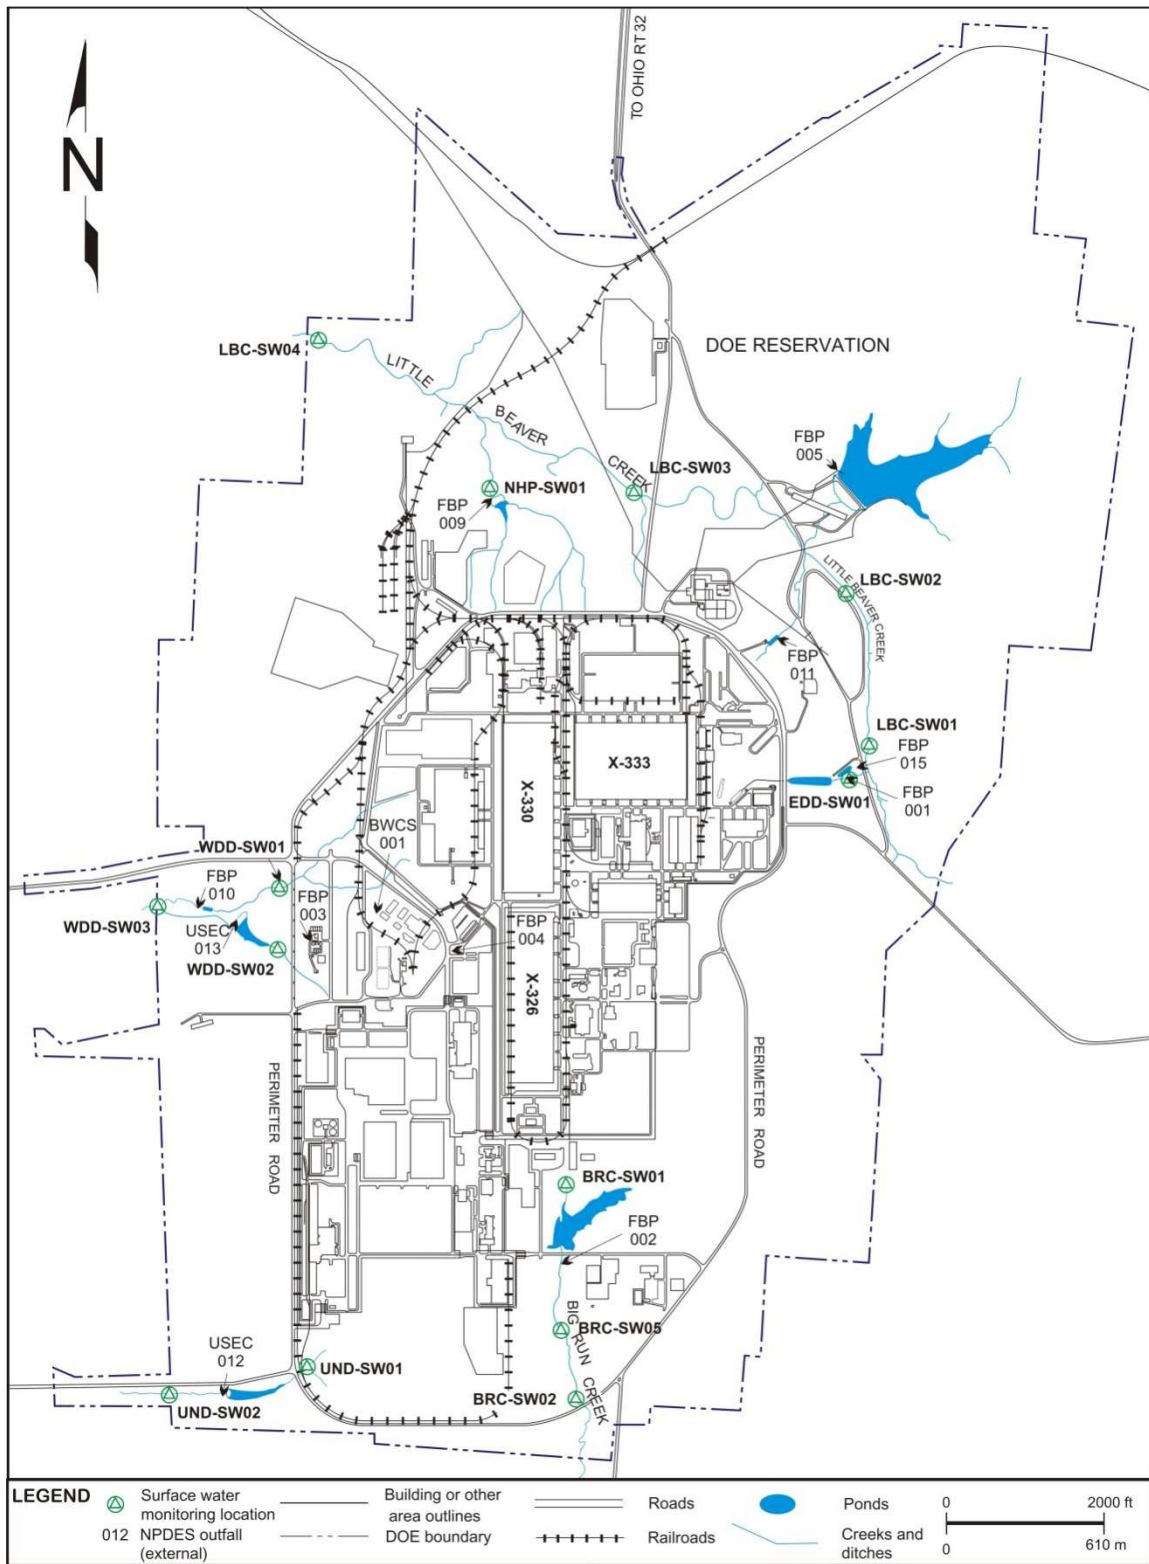 TO OHIO RT 32
N
DOE RESERVATION
LBC-SW04
LITTLE
BEAVER
CREEK
LBC-SW03
FBP
005
NHP-SW01
FBP
009
LBC-SW02
LITTLE BEAVER CREEK
FBP
011
LBC-SW01
FBP
015
X-333
X-330
EDD-SW01
FBP
001
BWCS
001
WDD-SW01
FBP
010
FBP
003
WDD-SW03
USEC
013
FBP
004
WDD-SW02
X-326
PERIMETER ROAD
PERIMETER ROAD
BRC-SW01
FBP
002
BIG RUN CREEK
BRC-SW05
USEC
012
UND-SW01
BRC-SW02
UND-SW02
LEGEND
Surface water
monitoring location
012 NPDES outfall
(external)
Building or other
area outlines
DOE boundary
Roads
Railroads
Ponds
Creeks and
ditches
0 2000 ft
0 610 m